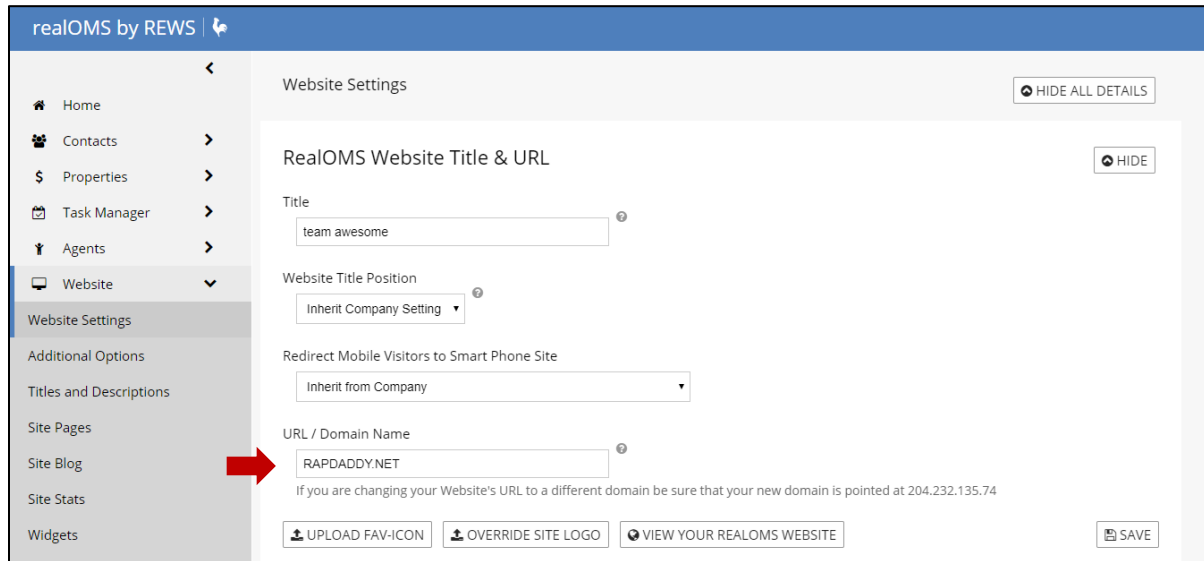 realOMS by REWS
Home
Contacts
Properties
Task Manager
Agents
Website
Website Settings
Additional Options
Titles and Descriptions
Site Pages
Site Blog
Site Stats
Widgets
Website Settings
HIDE ALL DETAILS
RealOMS Website Title & URL
HIDE
Title
team awesome
Website Title Position
Inherit Company Setting
Redirect Mobile Visitors to Smart Phone Site
Inherit from Company
URL / Domain Name
RAPDADDY.NET
If you are changing your Website's URL to a different domain be sure that your new domain is pointed at 204.232.135.74
UPLOAD FAV-ICON
OVERRIDE SITE LOGO
VIEW YOUR REALOMS WEBSITE
SAVE